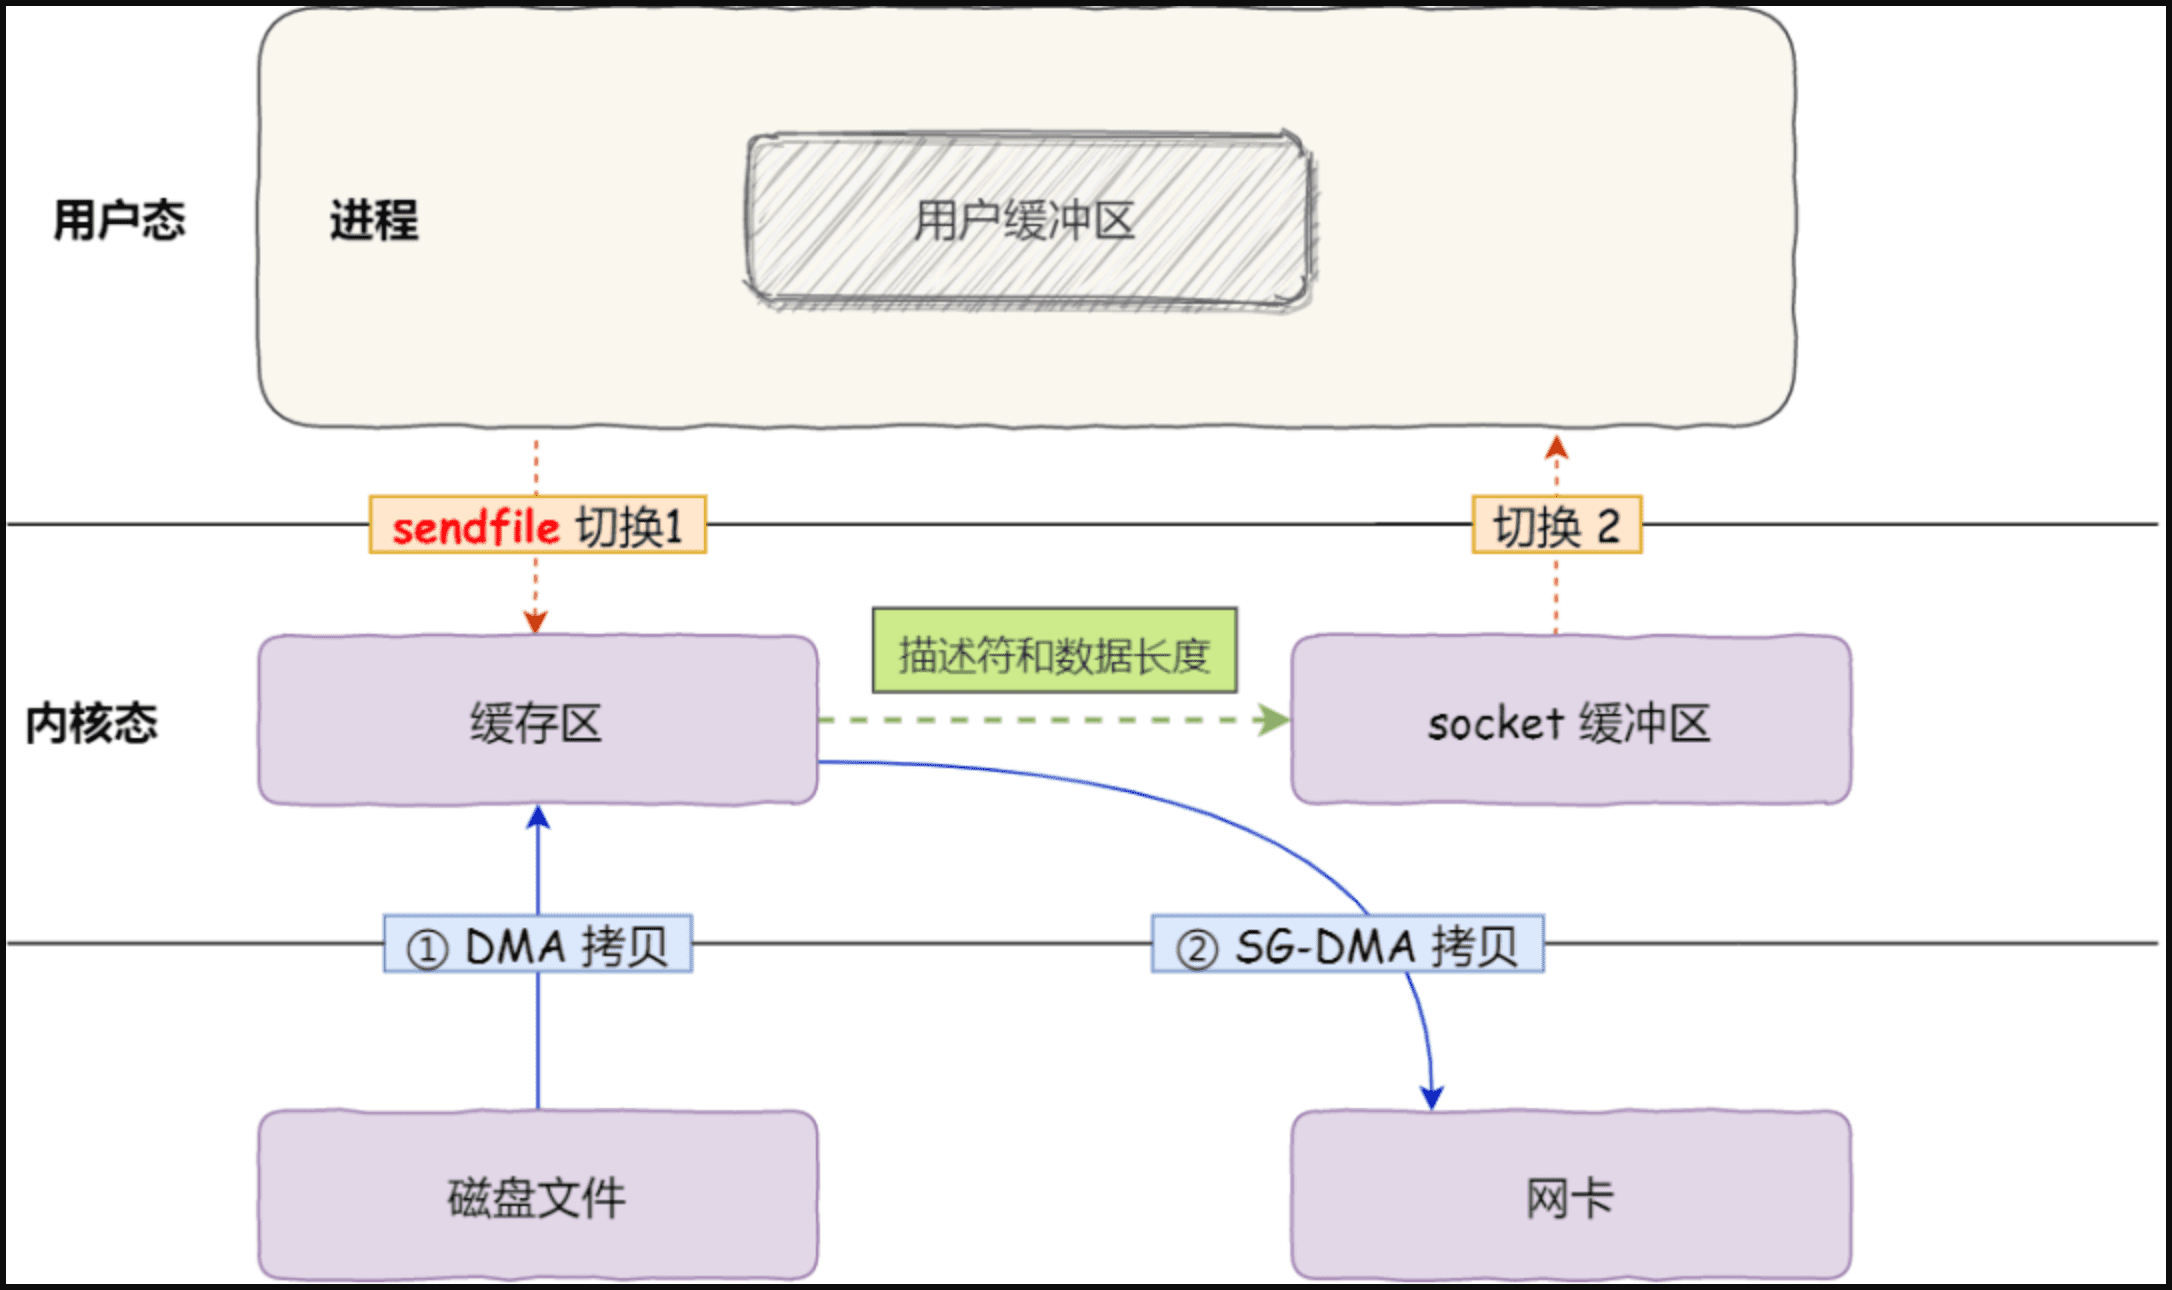 用户态
进程
用户缓冲区
sendfile 切换1
切换 2
描述符和数据长度
内核态
缓存区
socket 缓冲区
① DMA 拷贝
② SG-DMA 拷贝
磁盘文件
网卡